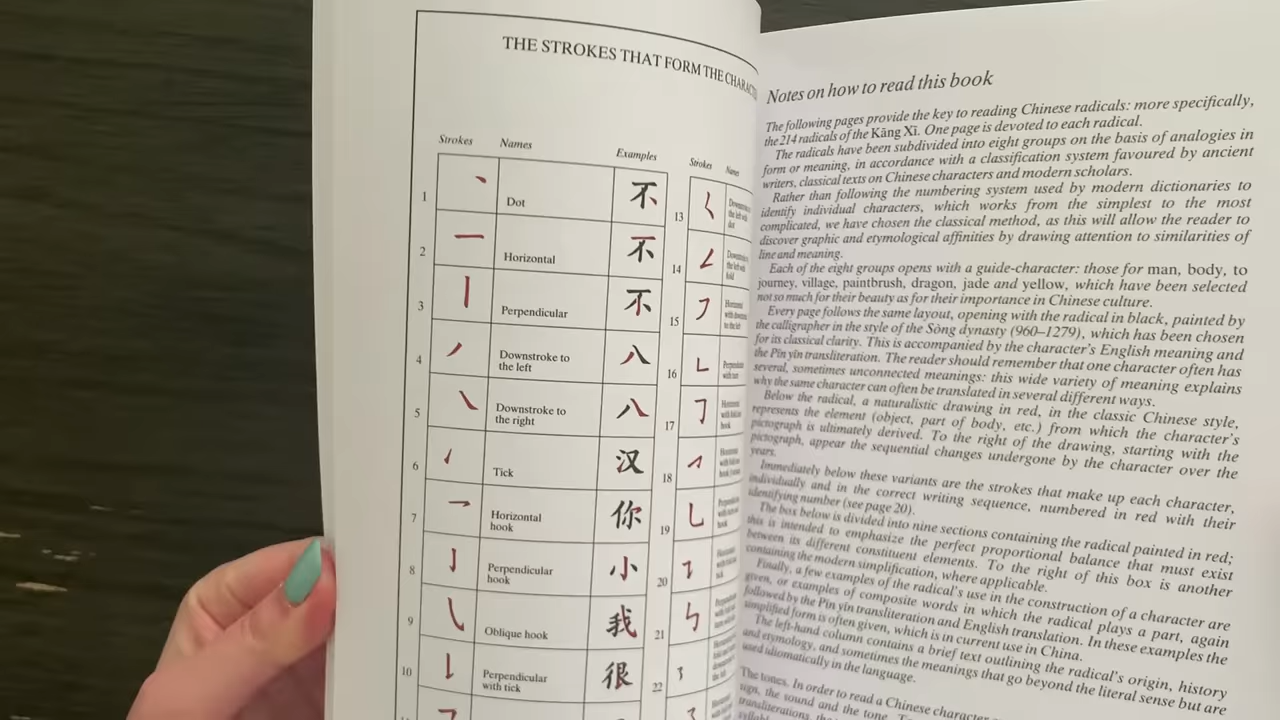 THE STROKES THAT FORM THE CHARACTE
Strokes Names Examples
1 Dot 不
2 Horizontal 不
3 Perpendicular 不
4 Downstroke to
the left 八
5 Downstroke to
the right 八
6 Tick 汉
7 Horizontal
hook 你
8 Perpendicular
hook 小
9 Oblique hook 我
10 Perpendicular
with tick 很
Strokes Names
13
14
15
16
17
18
19
20
21
22
Notes on how to read this book
The following pages provide the key to reading Chinese radicals: more specifically,
the 214 radicals of the Kāng Xī. One page is devoted to each radical.
The radicals have been subdivided into eight groups on the basis of analogies in
form or meaning, in accordance with a classification system favoured by ancient
writers, classical texts on Chinese characters and modern scholars.
Rather than following the numbering system used by modern dictionaries to
identify individual characters, which works from the simplest to the most
complicated, we have chosen the classical method, as this will allow the reader to
discover graphic and etymological affinities by drawing attention to similarities of
line and meaning.
Each of the eight groups opens with a guide-character: those for man, body, to
journey, village, paintbrush, dragon, jade and yellow, which have been selected
not so much for their beauty as for their importance in Chinese culture.
Every page follows the same layout, opening with the radical in black, painted by
the calligrapher in the style of the Sòng dynasty (960–1279), which has been chosen
for its classical clarity. This is accompanied by the character's English meaning and
the Pīn yīn transliteration. The reader should remember that one character often has
several, sometimes unconnected meanings: this wide variety of meaning explains
why the same character can often be translated in several different ways.
Below the radical, a naturalistic drawing in red, in the classic Chinese style,
represents the element (object, part of body, etc.) from which the character's
pictograph is ultimately derived. To the right of the drawing, starting with the
pictograph, appear the sequential changes undergone by the character over the
years.
Immediately below these variants are the strokes that make up each character,
individually and in the correct writing sequence, numbered in red with their
identifying number (see page 20).
The box below is divided into nine sections containing the radical painted in red;
this is intended to emphasize the perfect proportional balance that must exist
between its different constituent elements. To the right of this box is another
containing the modern simplification, where applicable.
Finally, a few examples of the radical's use in the construction of a character are
given, or examples of composite words in which the radical plays a part, again
followed by the Pīn yīn transliteration and English translation. In these examples the
simplified form is often given, which is in current use in China.
The left-hand column contains a brief text outlining the radical's origin, history
and etymology, and sometimes the meanings that go beyond the literal sense but are
used idiomatically in the language.
The tones. In order to read a Chinese character
sign, the sound and the tone.